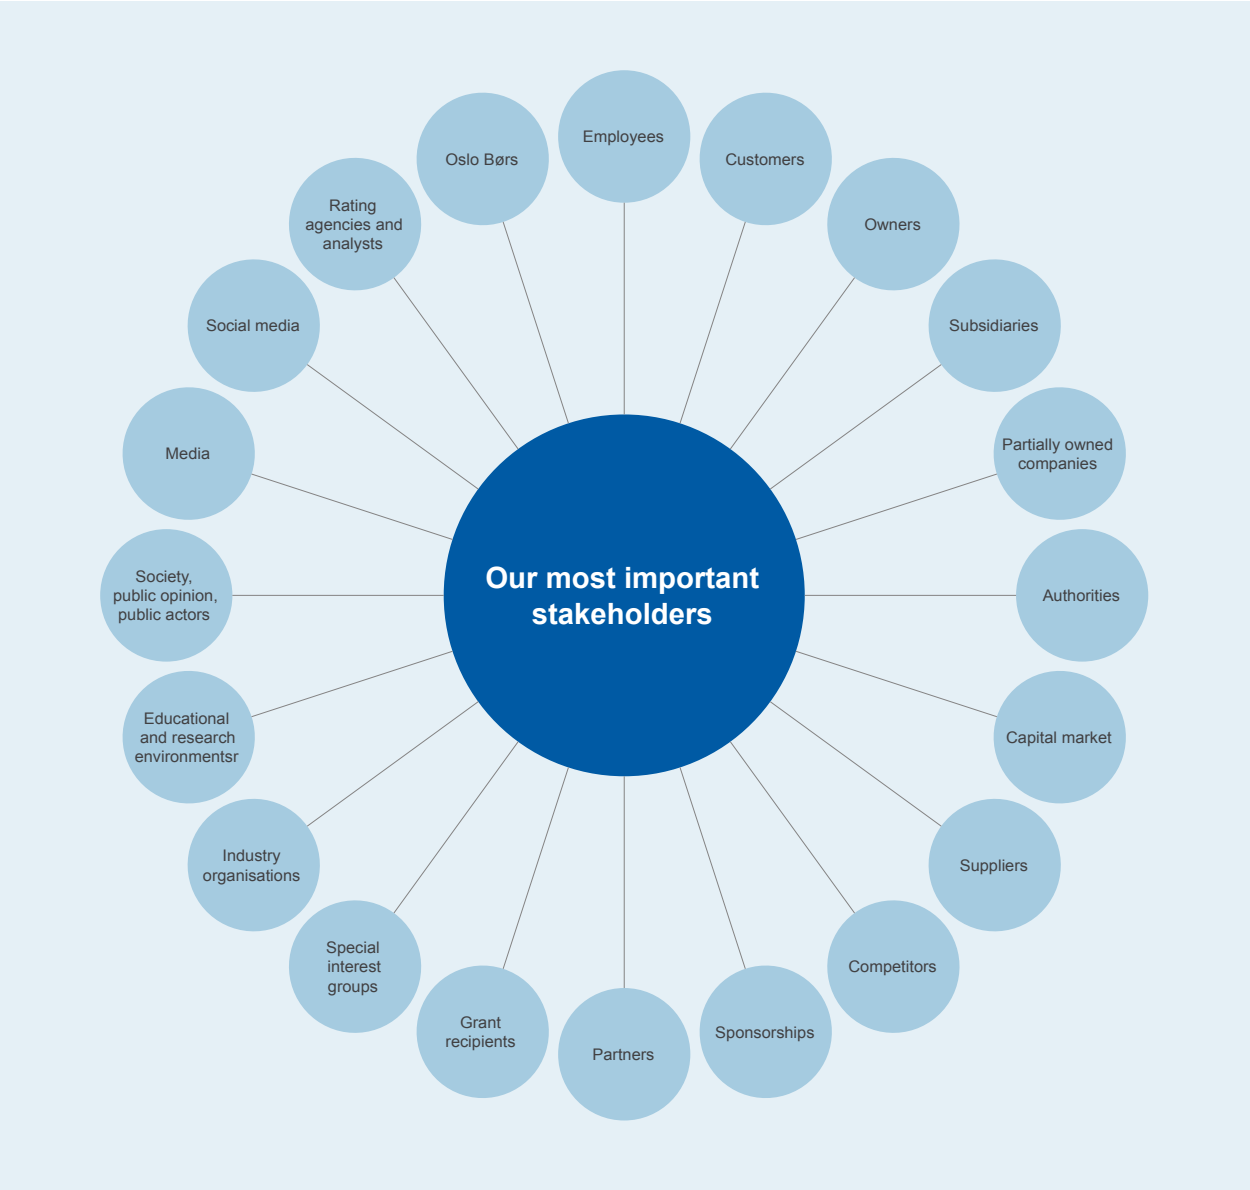 Employees
Customers
Owners
Subsidiaries
Partially owned
companies
Authorities
Capital market
Suppliers
Competitors
Sponsorships
Partners
Grant
recipients
Special
interest
groups
Industry
organisations
Educational
and research
environmentsr
Society,
public opinion,
public actors
Media
Social media
Rating
agencies and
analysts
Oslo Børs
Our most important
stakeholders